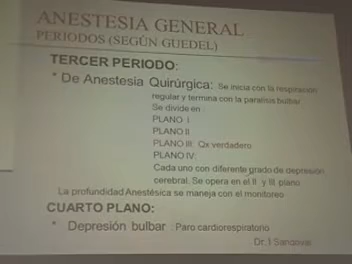 ANESTESIA GENERAL
PERIODOS (SEGÚN GUEDEL)
TERCER PERIODO:
* De Anestesia Quirúrgica: Se inicia con la respiración
regular y termina con la paralisis bulbar
Se divide en :
PLANO I
PLANO II
PLANO III: Qx verdadero
PLANO IV:
Cada uno con diferente grado de depresión
cerebral. Se opera en el II y III plano
La profundidad Anestésica se maneja con el monitoreo
CUARTO PLANO:
* Depresión bulbar : Paro cardiorespiratorio
Dr. I Sandoval